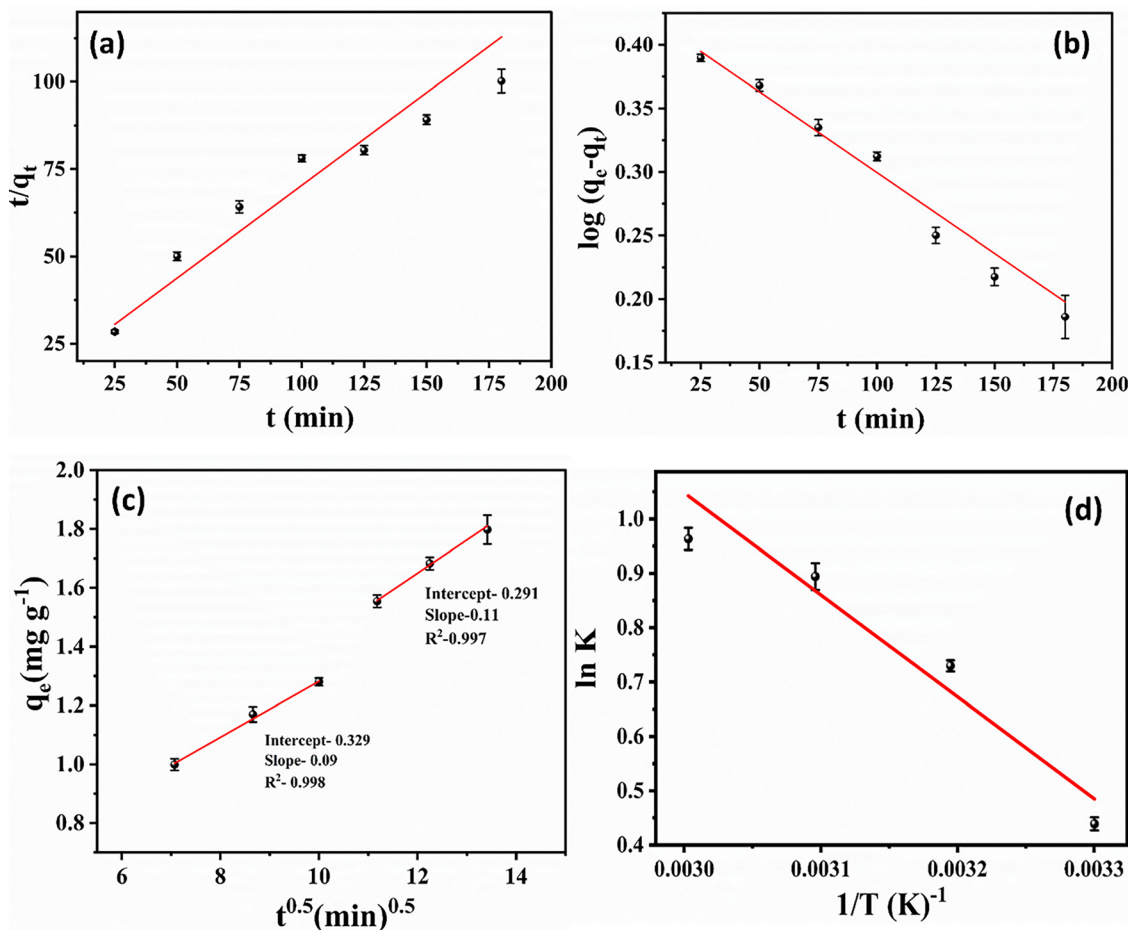 (a)
t/qt
100
75
50
25
25 50 75 100 125 150 175 200
t (min)
(b)
log (qe-qt)
0.40
0.35
0.30
0.25
0.20
0.15
25 50 75 100 125 150 175 200
t (min)
(c)
qe(mg g-1)
2.0
1.8
1.6
1.4
1.2
1.0
0.8
Intercept- 0.291
Slope-0.11
R2-0.997
Intercept- 0.329
Slope- 0.09
R2- 0.998
6 8 10 12 14
t0.5(min)0.5
(d)
ln K
1.0
0.9
0.8
0.7
0.6
0.5
0.4
0.0030 0.0031 0.0032 0.0033
1/T (K)-1